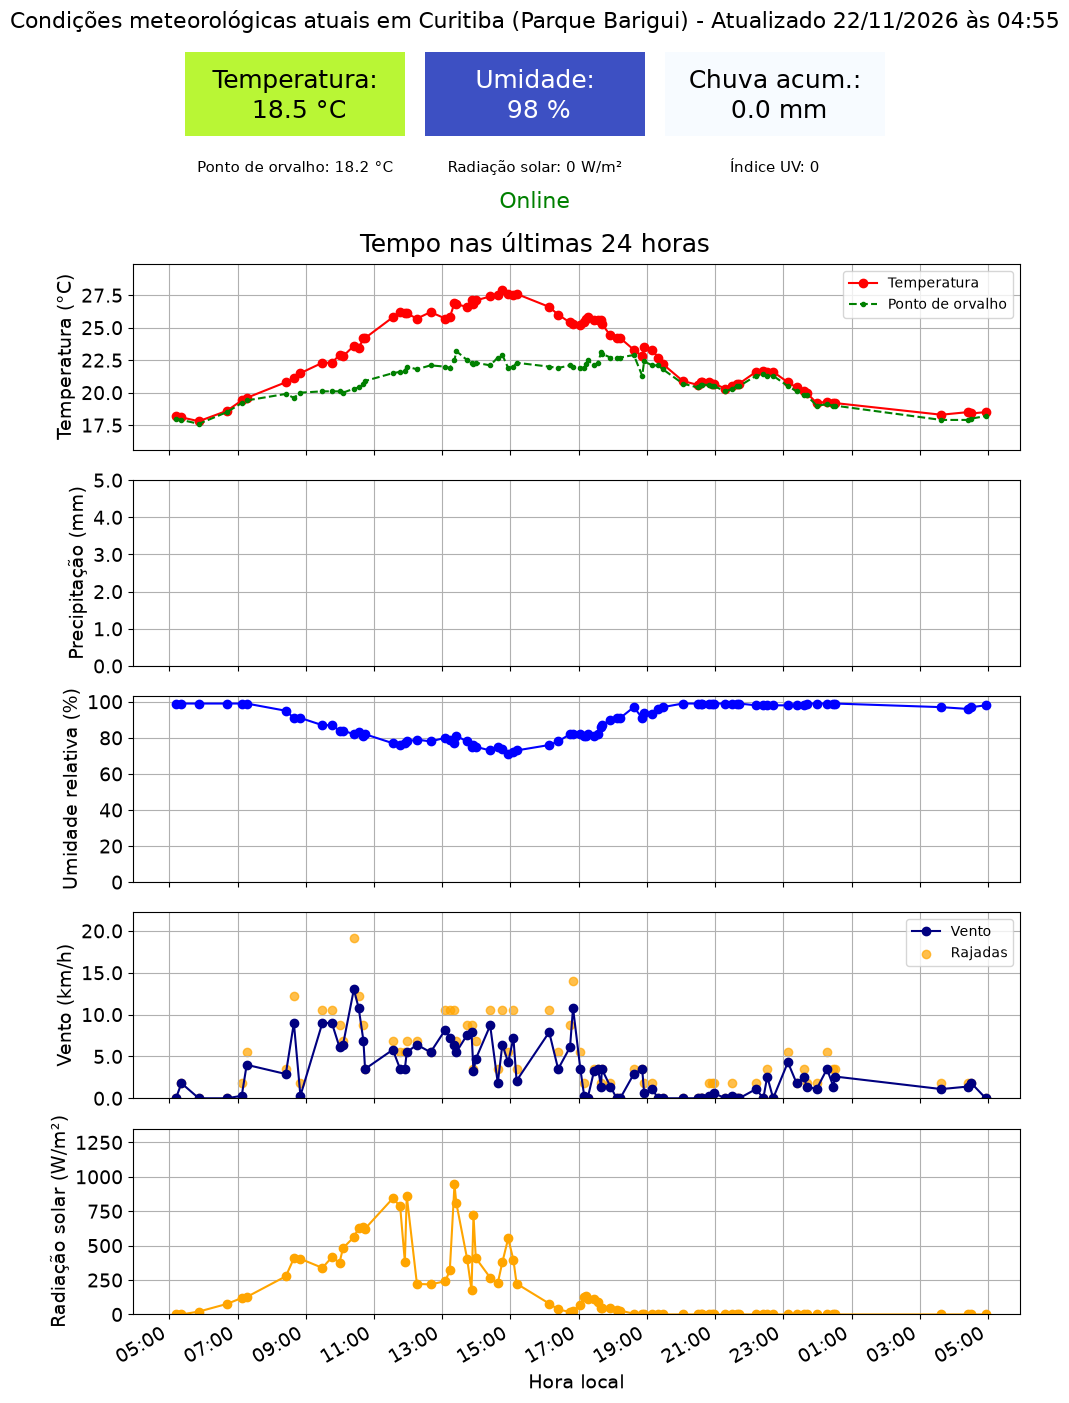 Condições meteorológicas atuais em Curitiba (Parque Barigui) - Atualizado 22/11/2026 às 04:55
Temperatura:
18.5 °C
Umidade:
98 %
Chuva acum.:
0.0 mm
Ponto de orvalho: 18.2 °C
Radiação solar: 0 W/m²
Índice UV: 0
Online
Tempo nas últimas 24 horas
Temperatura (°C)
27.5
25.0
22.5
20.0
17.5
Temperatura
Ponto de orvalho
Precipitação (mm)
5.0
4.0
3.0
2.0
1.0
0.0
Umidade relativa (%)
100
80
60
40
20
0
Vento (km/h)
20.0
15.0
10.0
5.0
0.0
Vento
Rajadas
Radiação solar (W/m²)
1250
1000
750
500
250
0
05:00
07:00
09:00
11:00
13:00
15:00
17:00
19:00
21:00
23:00
01:00
03:00
05:00
Hora local